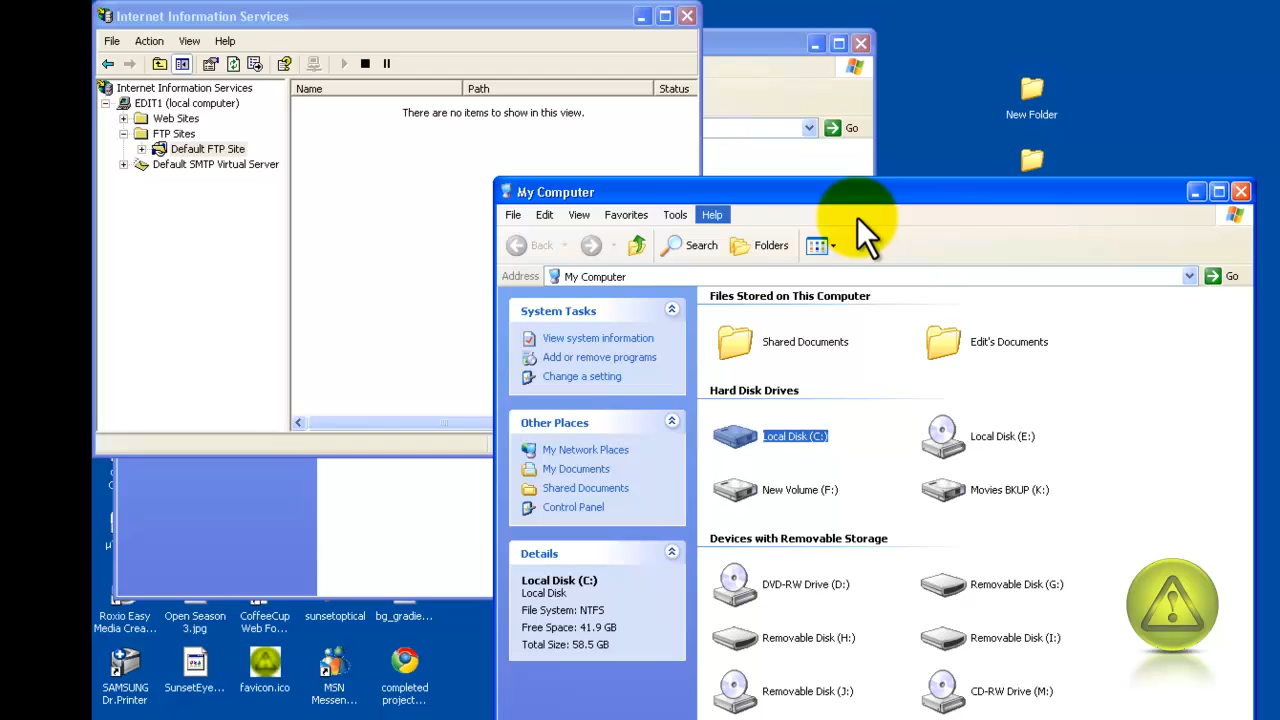 Internet Information Services
File Action View Help
Name Path Status
Internet Information Services
EDIT1 (local computer)
Web Sites
FTP Sites
Default FTP Site
Default SMTP Virtual Server
There are no items to show in this view.
Go
New Folder
My Computer
File Edit View Favorites Tools Help
Back Search Folders
Address My Computer Go
System Tasks
View system information
Add or remove programs
Change a setting
Other Places
My Network Places
My Documents
Shared Documents
Control Panel
Details
Local Disk (C:)
Local Disk
File System: NTFS
Free Space: 41.9 GB
Total Size: 58.5 GB
Files Stored on This Computer
Shared Documents Edit's Documents
Hard Disk Drives
Local Disk (C:) Local Disk (E:)
New Volume (F:) Movies BKUP (K:)
Devices with Removable Storage
DVD-RW Drive (D:) Removable Disk (G:)
Removable Disk (H:) Removable Disk (I:)
Removable Disk (J:) CD-RW Drive (M:)
Roxio Easy
Media Crea...
Open Season
3.jpg
CoffeeCup
Web Fo...
sunsetoptical
bg_gradie...
SAMSUNG
Dr.Printer
SunsetEye...
favicon.ico
MSN
Messen...
completed
project...